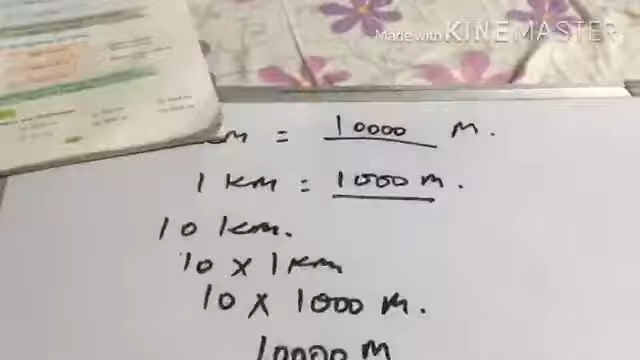 Made with KINEMASTER
= 10000 M.
1 KM = 1000 M.
10 km.
10 x 1 KM
10 x 1000 M.
10000 M